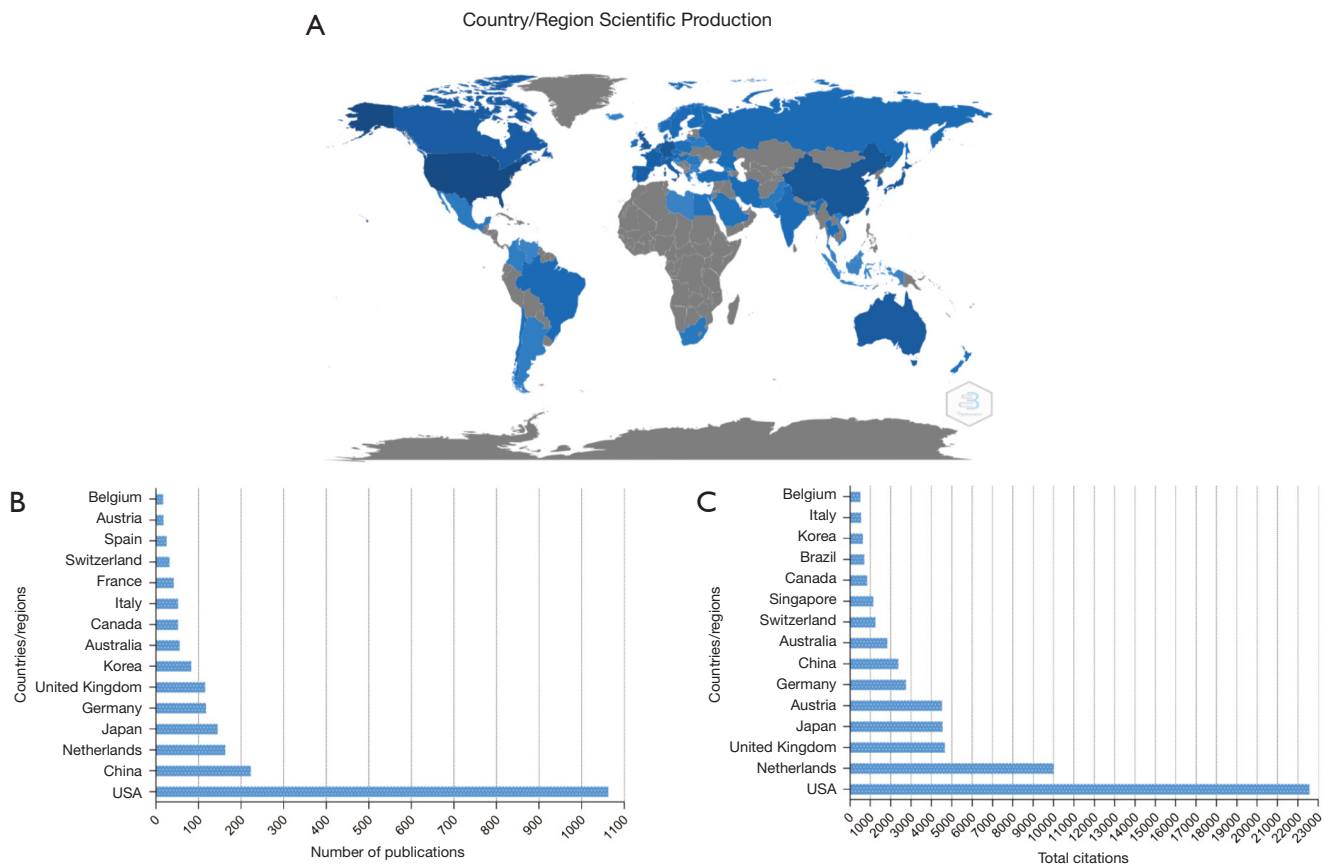 A
Country/Region Scientific Production
B
Countries/regions
Belgium
Austria
Spain
Switzerland
France
Italy
Canada
Australia
Korea
United Kingdom
Germany
Japan
Netherlands
China
USA
0 100 200 300 400 500 600 700 800 900 1000 1100
Number of publications
C
Countries/regions
Belgium
Italy
Korea
Brazil
Canada
Singapore
Switzerland
Australia
China
Germany
Austria
Japan
United Kingdom
Netherlands
USA
0 1000 2000 3000 4000 5000 6000 7000 8000 9000 10000 11000 12000 13000 14000 15000 16000 17000 18000 19000 20000 21000 22000 23000
Total citations